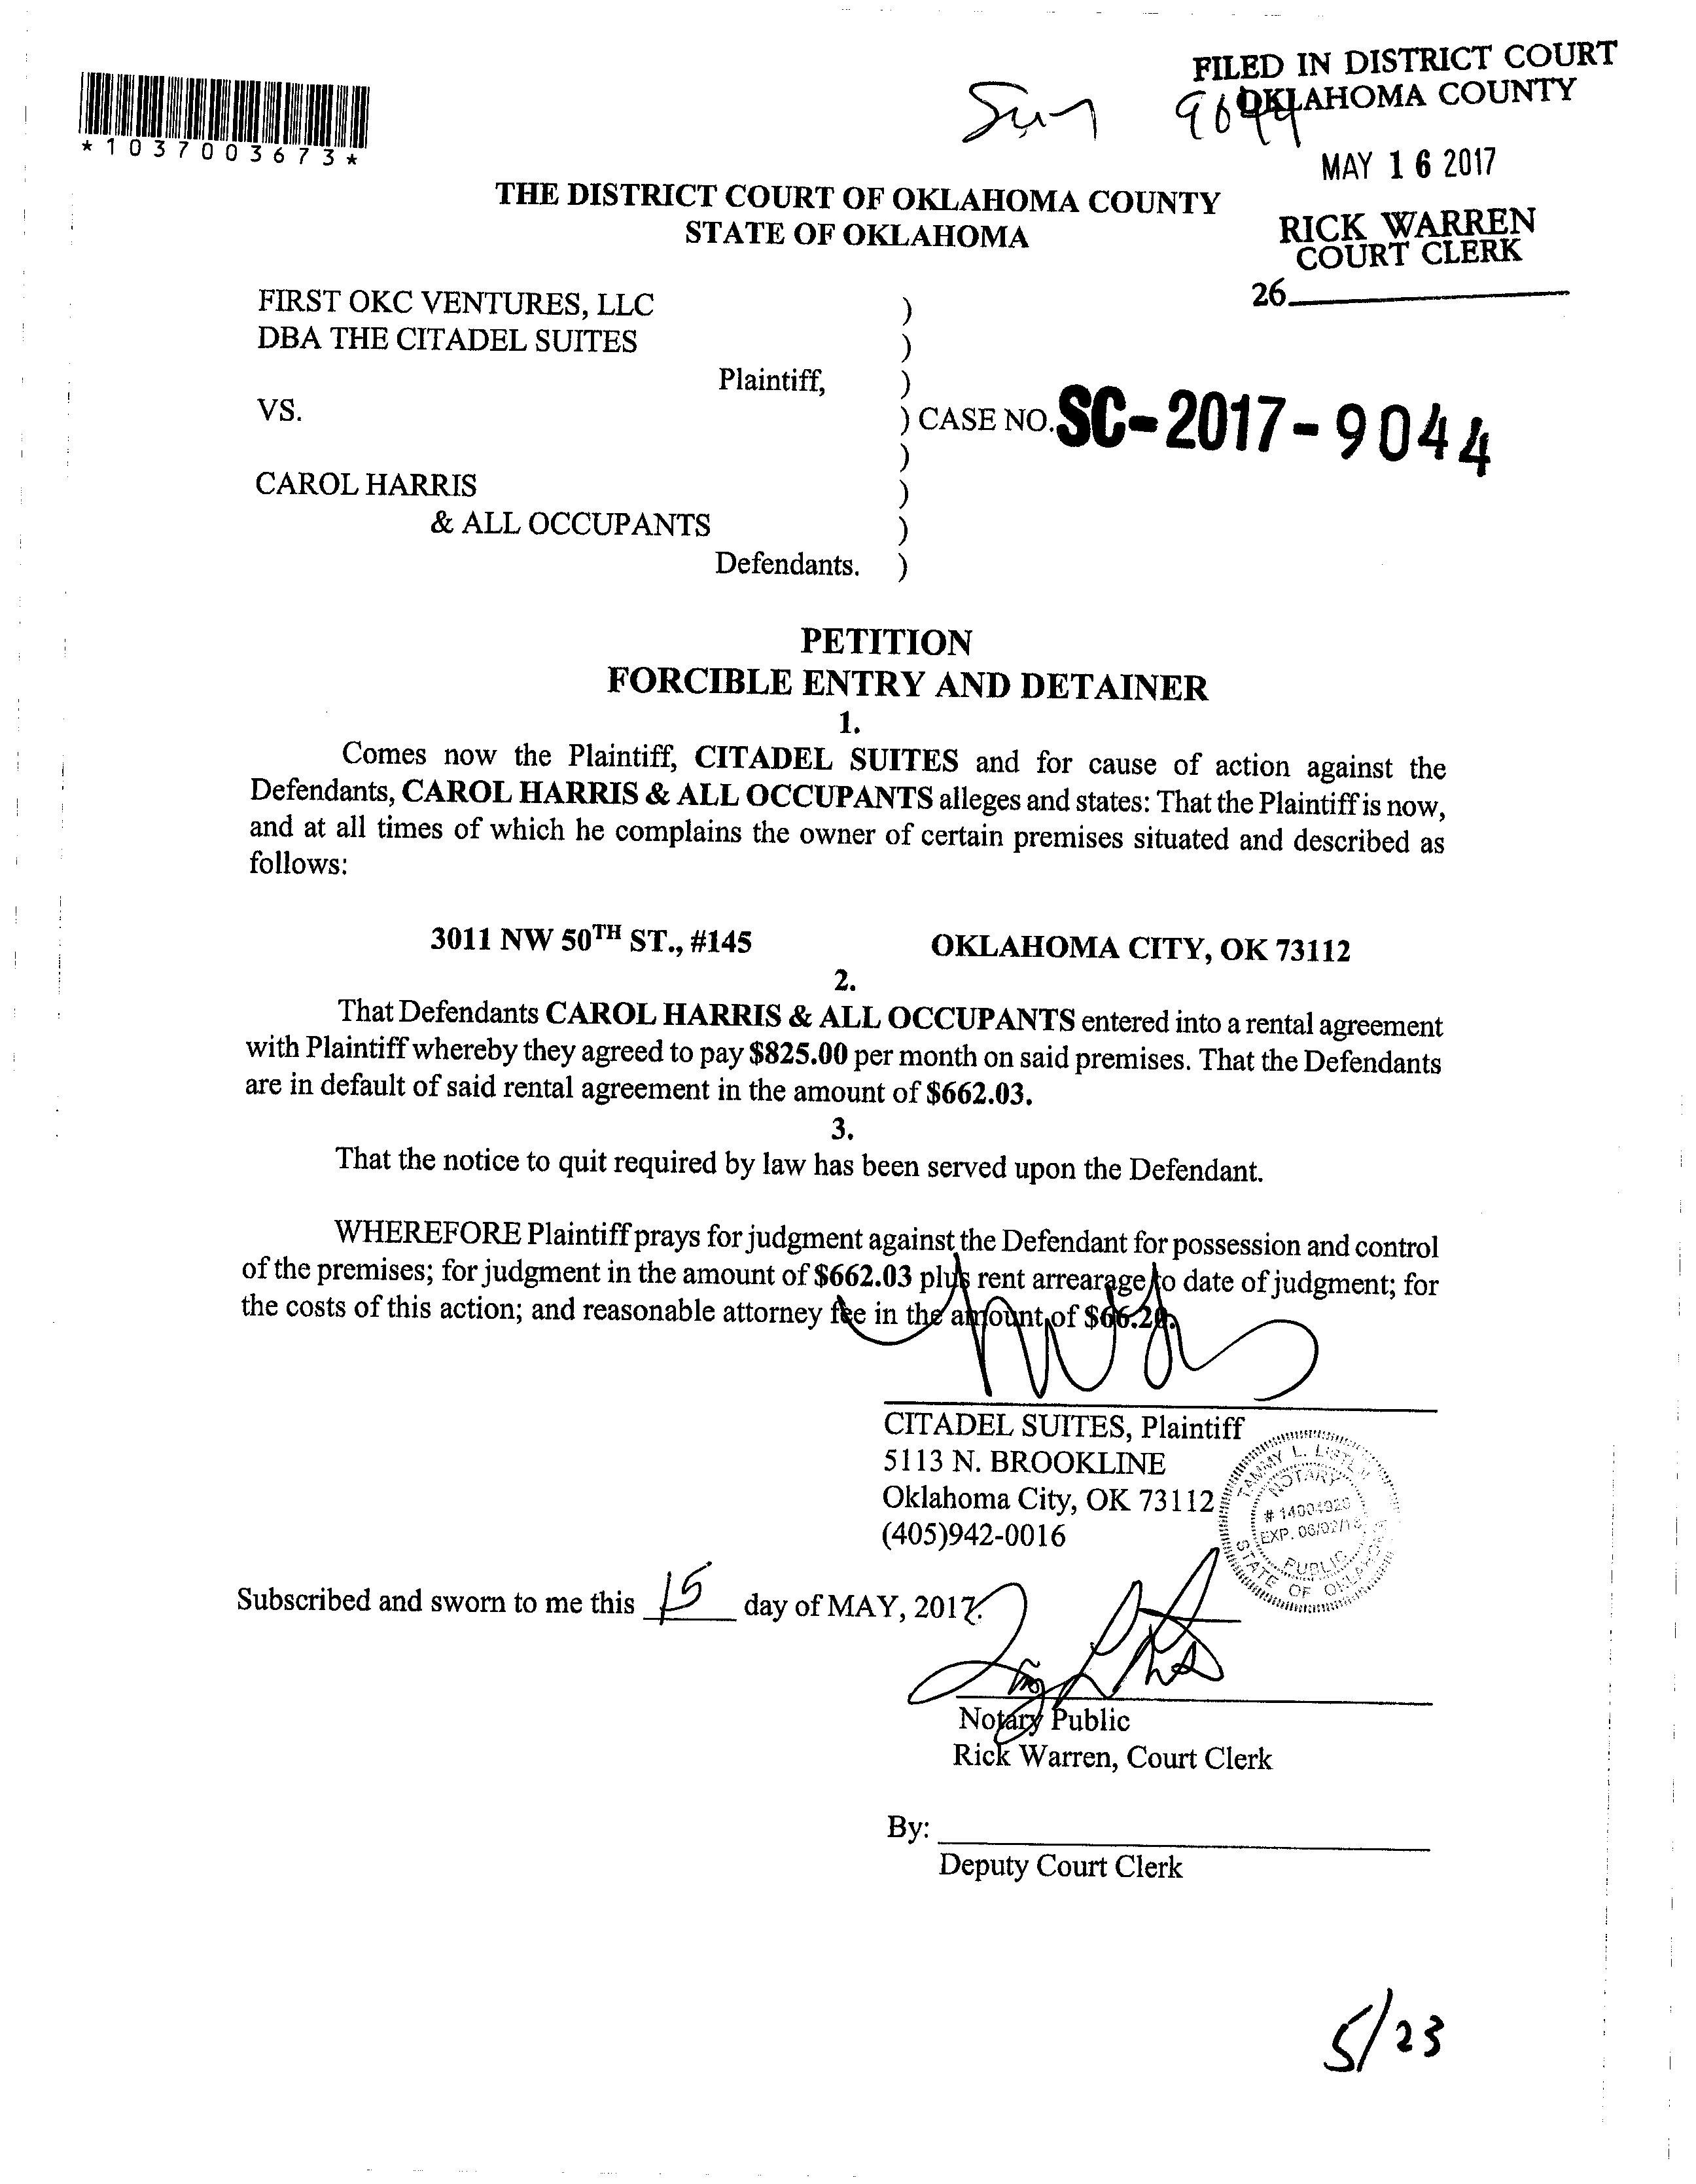 FILED IN DISTRICT COURT
OKLAHOMA COUNTY
*1037003673*
MAY 16 2017
THE DISTRICT COURT OF OKLAHOMA COUNTY
STATE OF OKLAHOMA
RICK WARREN
COURT CLERK
26.
FIRST OKC VENTURES, LLC )
DBA THE CITADEL SUITES )
Plaintiff, )
VS. ) CASE NO. SC-2017-9044
)
CAROL HARRIS )
& ALL OCCUPANTS )
Defendants. )
PETITION
FORCIBLE ENTRY AND DETAINER
1.
Comes now the Plaintiff, CITADEL SUITES and for cause of action against the
Defendants, CAROL HARRIS & ALL OCCUPANTS alleges and states: That the Plaintiff is now,
and at all times of which he complains the owner of certain premises situated and described as
follows:
3011 NW 50TH ST., #145 OKLAHOMA CITY, OK 73112
2.
That Defendants CAROL HARRIS & ALL OCCUPANTS entered into a rental agreement
with Plaintiff whereby they agreed to pay $825.00 per month on said premises. That the Defendants
are in default of said rental agreement in the amount of $662.03.
3.
That the notice to quit required by law has been served upon the Defendant.
WHEREFORE Plaintiff prays for judgment against the Defendant for possession and control
of the premises; for judgment in the amount of $662.03 plus rent arrearage to date of judgment; for
the costs of this action; and reasonable attorney fee in the amount of $66.20.
CITADEL SUITES, Plaintiff
5113 N. BROOKLINE
Oklahoma City, OK 73112
(405)942-0016
TAMMY L.
NOTARY
# 14004920
EXP.
PUBLIC
STATE OF OKLAHOMA
Subscribed and sworn to me this 15 day of MAY, 2017.
Notary Public
Rick Warren, Court Clerk
By:
Deputy Court Clerk
5/23